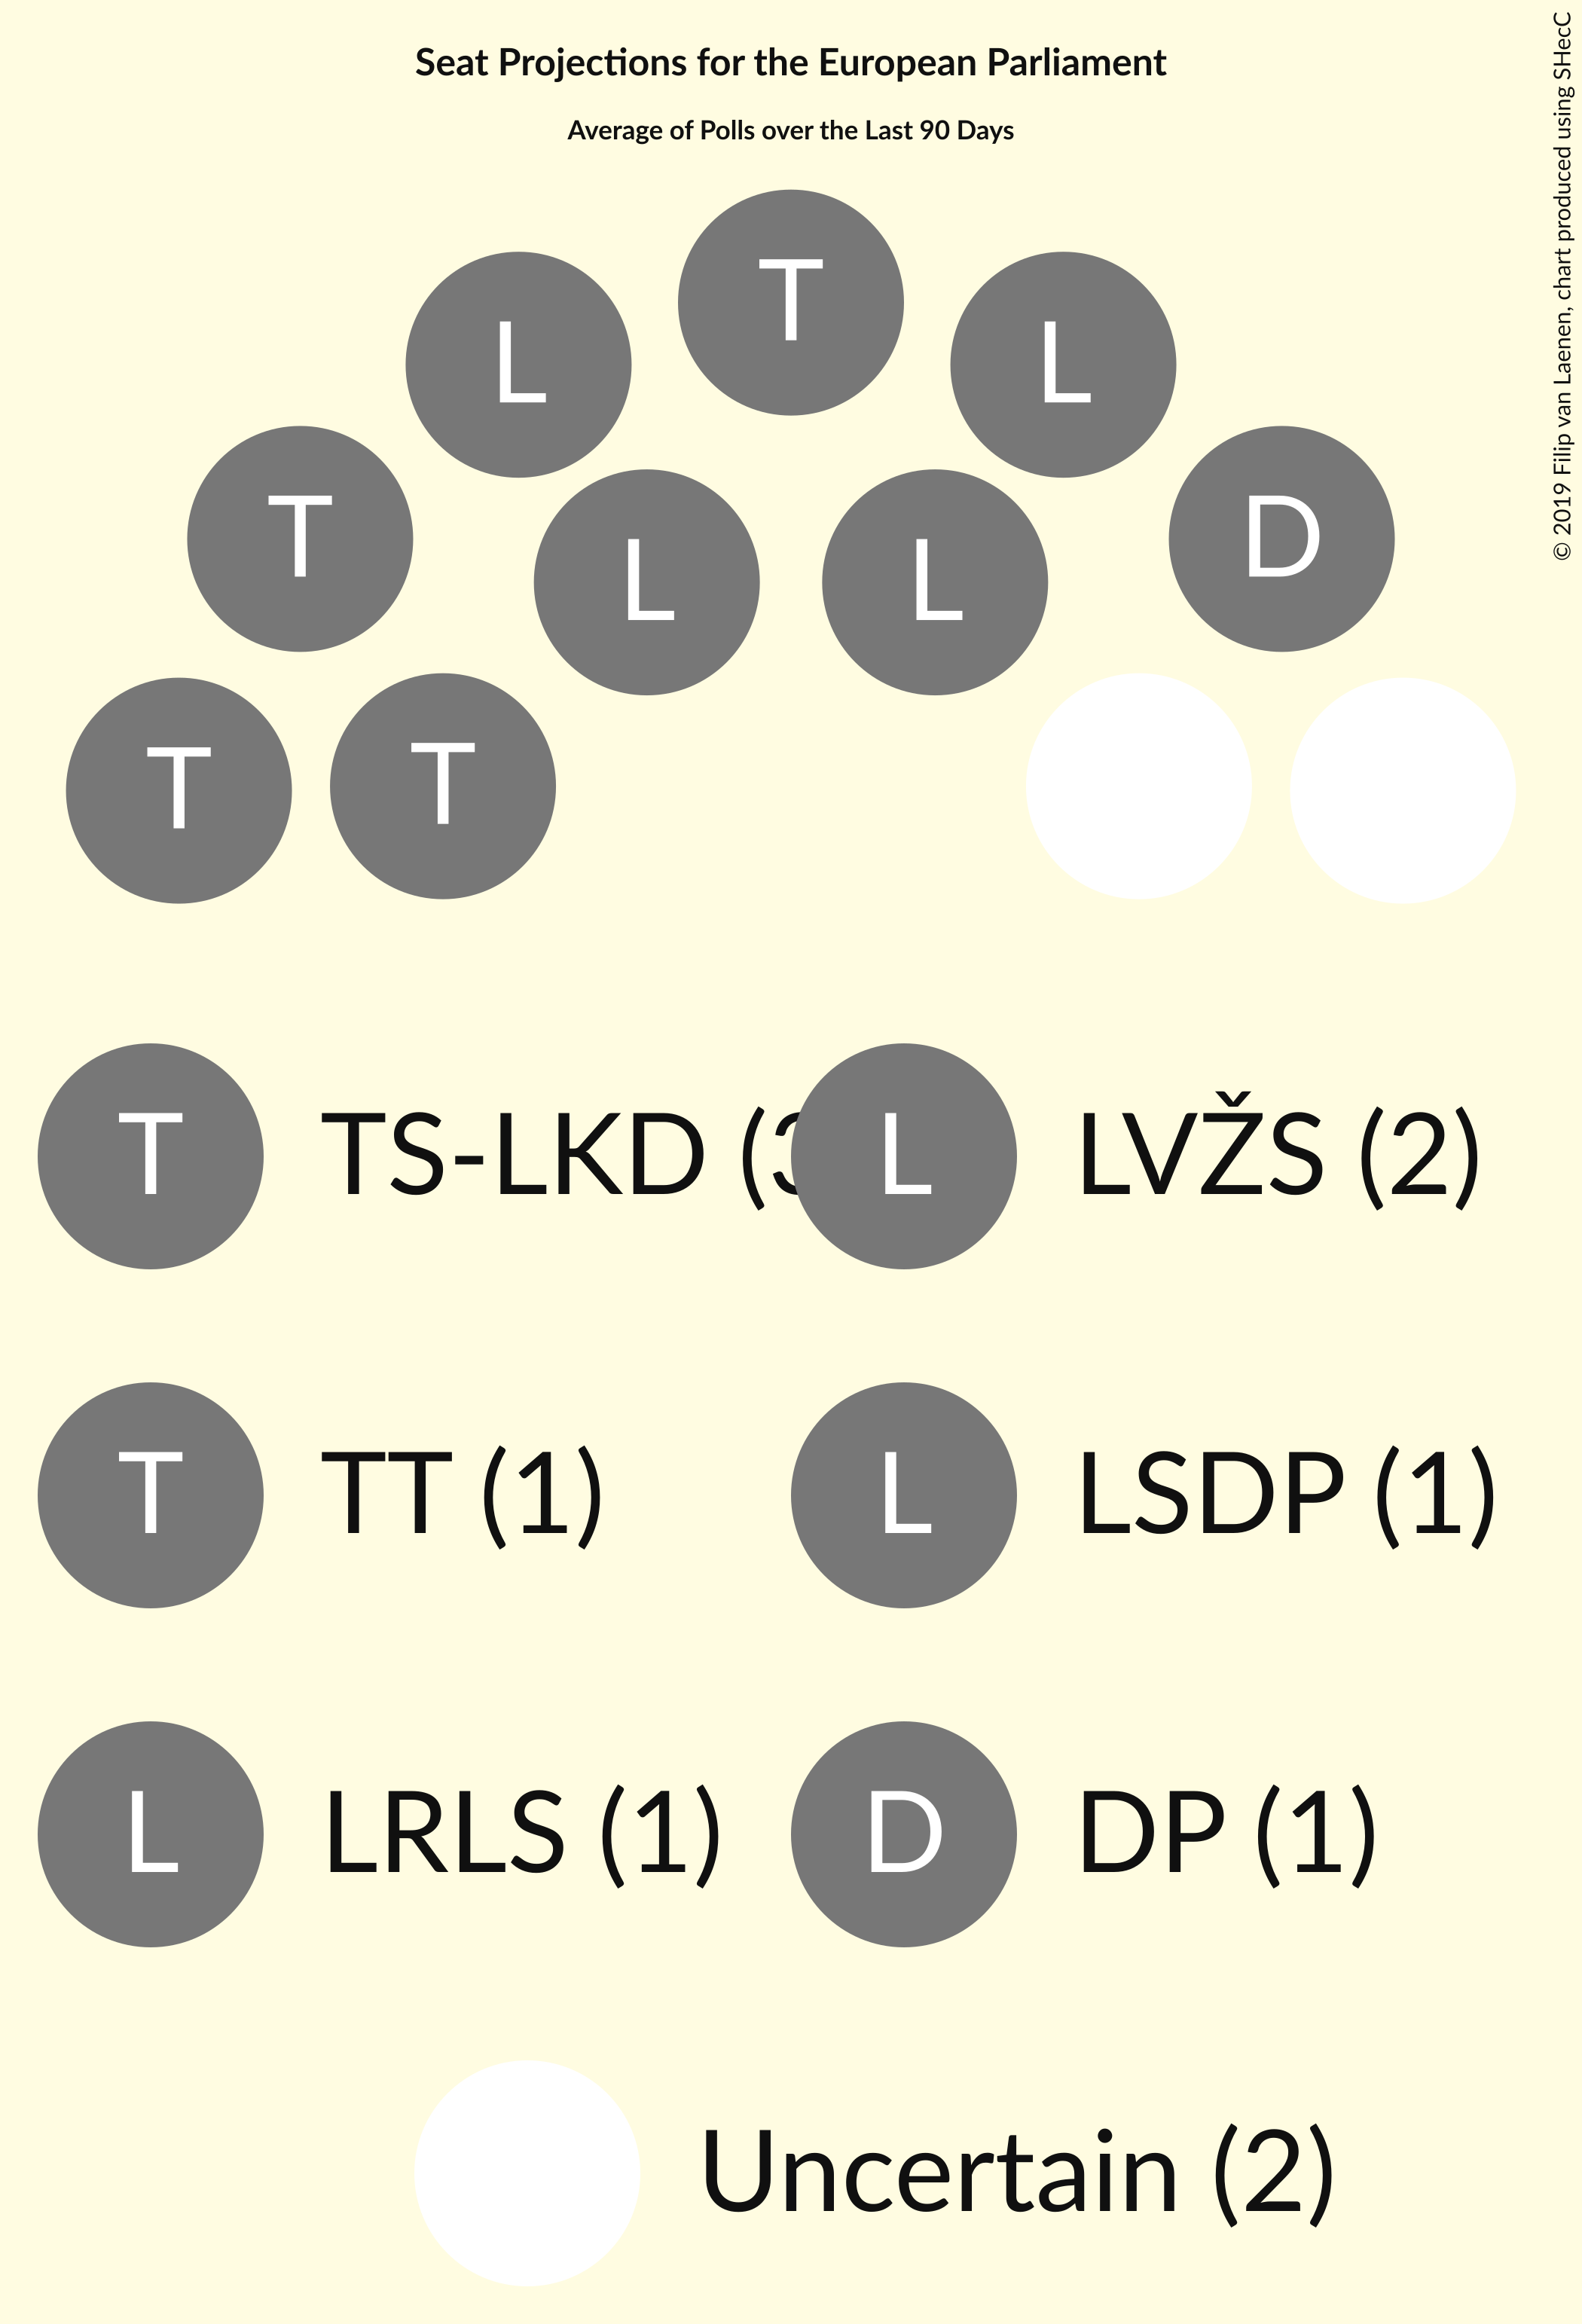 Seat Projections for the European Parliament
Average of Polls over the Last 90 Days
© 2019 Filip van Laenen, chart produced using SHecC
T
L
L
T
D
L
L
T
T
T TS-LKD (3 L LVŽS (2)
T TT (1) L LSDP (1)
L LRLS (1) D DP (1)
Uncertain (2)